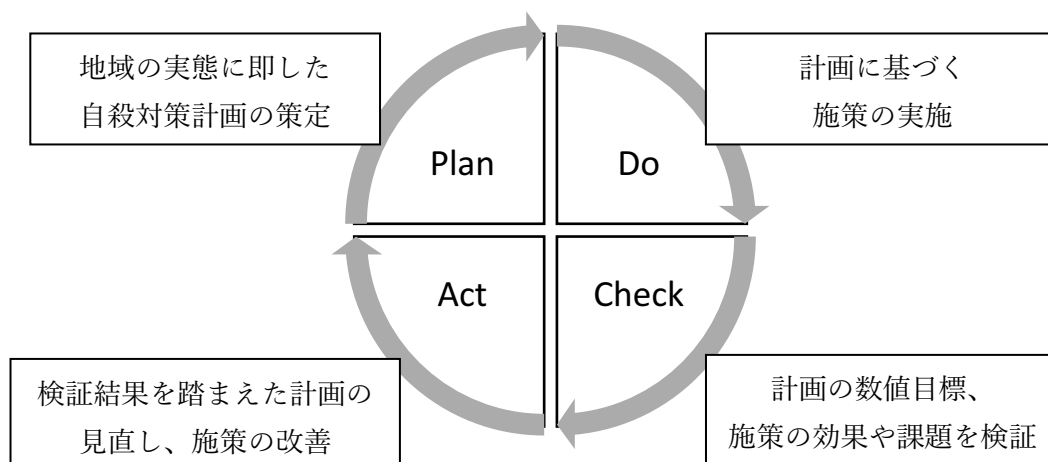 地域の実態に即した
自殺対策計画の策定
計画に基づく
施策の実施
Plan
Do
Act
Check
検証結果を踏まえた計画の
見直し、施策の改善
計画の数値目標、
施策の効果や課題を検証